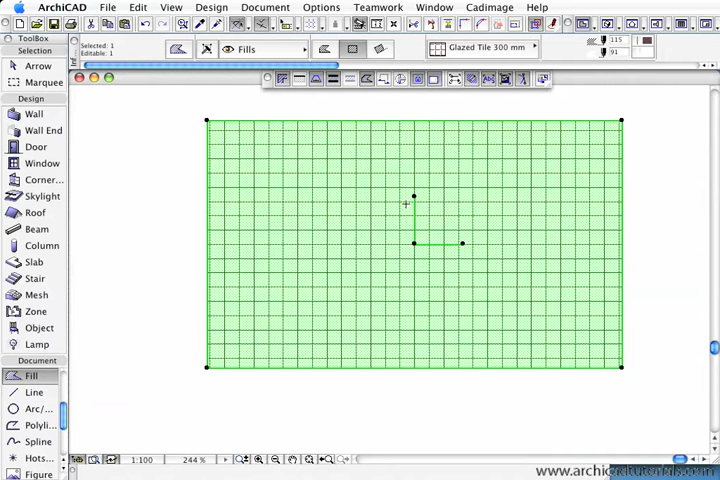 ArchiCAD File Edit View Design Document Options Teamwork Window Cadimage Help
ToolBox
Selection
Arrow
Marquee
Design
Wall
Wall End
Door
Window
Corner...
Skylight
Roof
Beam
Column
Slab
Stair
Mesh
Zone
Object
Lamp
Document
Fill
Line
Arc/...
Polyli...
Spline
Hots...
Figure
Selected: 1
Editable: 1
Fills
Glazed Tile 300 mm
115
91
1:100
244 %
www.archicadtutorials.com